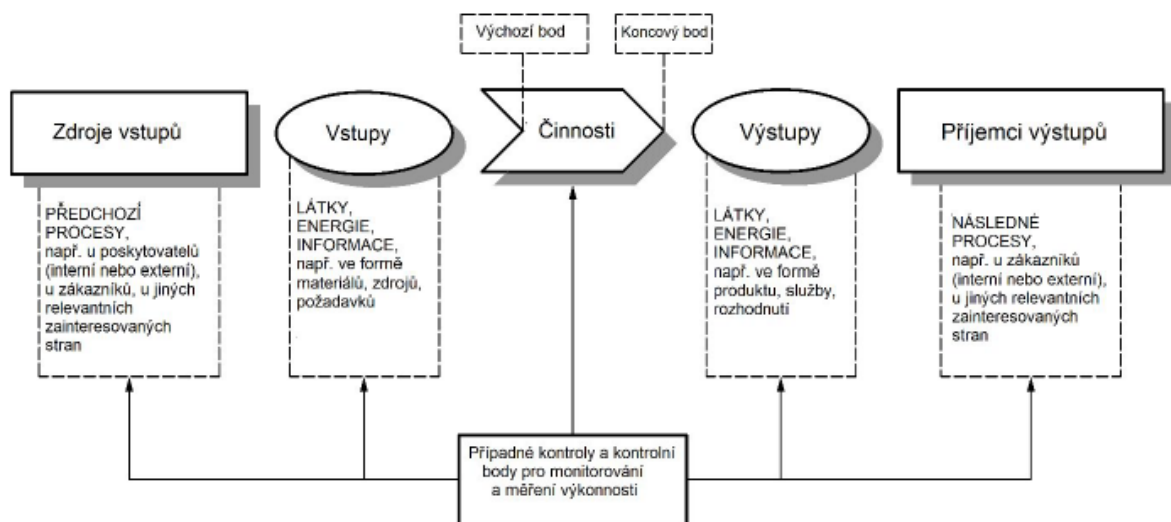 Výchozí bod
Koncový bod
Zdroje vstupů
Vstupy
Činnosti
Výstupy
Příjemci výstupů
PŘEDCHOZÍ
PROCESY,
např. u poskytovatelů
(interní nebo externí),
u zákazníků, u jiných
relevantních
zainteresovaných
stran
LÁTKY,
ENERGIE,
INFORMACE,
např. ve formě
materiálů, zdrojů,
požadavků
LÁTKY,
ENERGIE,
INFORMACE,
např. ve formě
produktu, služby,
rozhodnutí
NÁSLEDNÉ
PROCESY,
např. u zákazníků
(interní nebo externí),
u jiných relevantních
zainteresovaných
stran
Případné kontroly a kontrolní
body pro monitorování
a měření výkonnosti